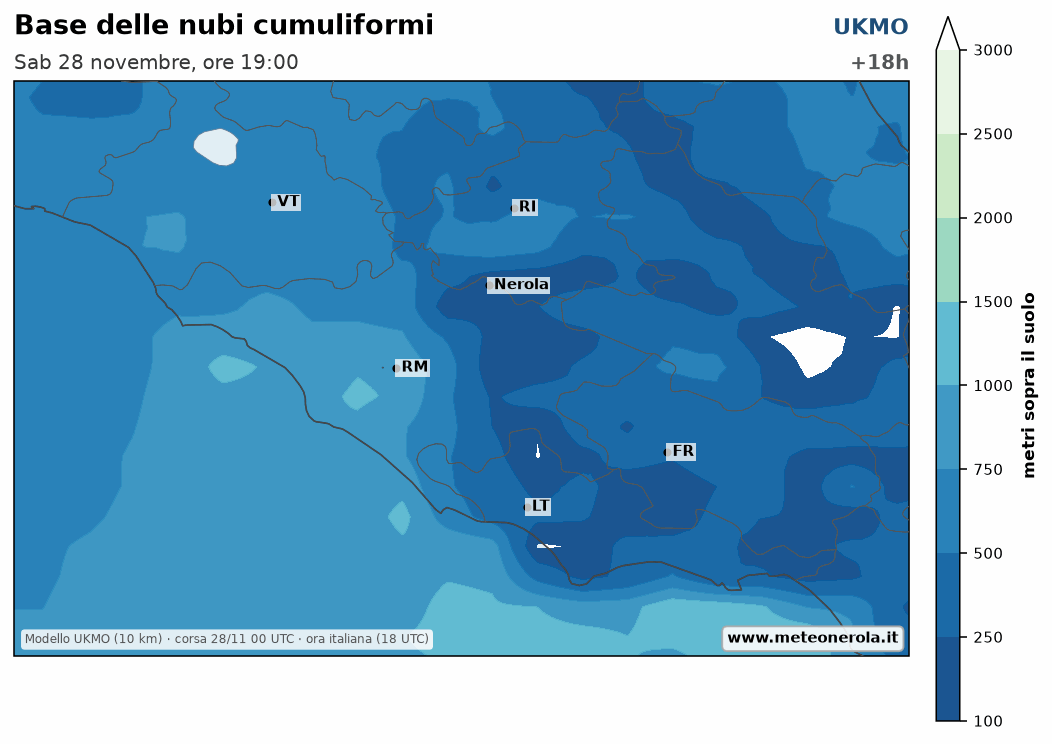 Base delle nubi cumuliformi
UKMO
Sab 28 novembre, ore 19:00
+18h
3000
2500
2000
1500
1000
750
500
250
100
metri sopra il suolo
VT
RI
Nerola
RM
FR
LT
Modello UKMO (10 km) · corsa 28/11 00 UTC · ora italiana (18 UTC)
www.meteonerola.it